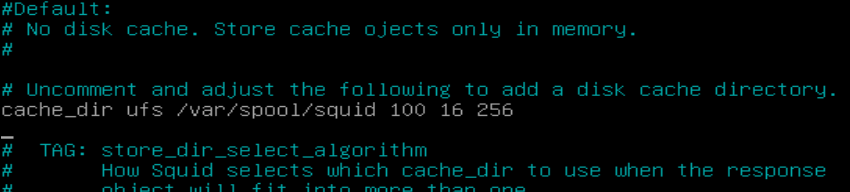 #Default:
# No disk cache. Store cache ojects only in memory.
#
# Uncomment and adjust the following to add a disk cache directory.
cache_dir ufs /var/spool/squid 100 16 256
#  TAG: store_dir_select_algorithm
#       How Squid selects which cache_dir to use when the response
#       object will fit into more than one